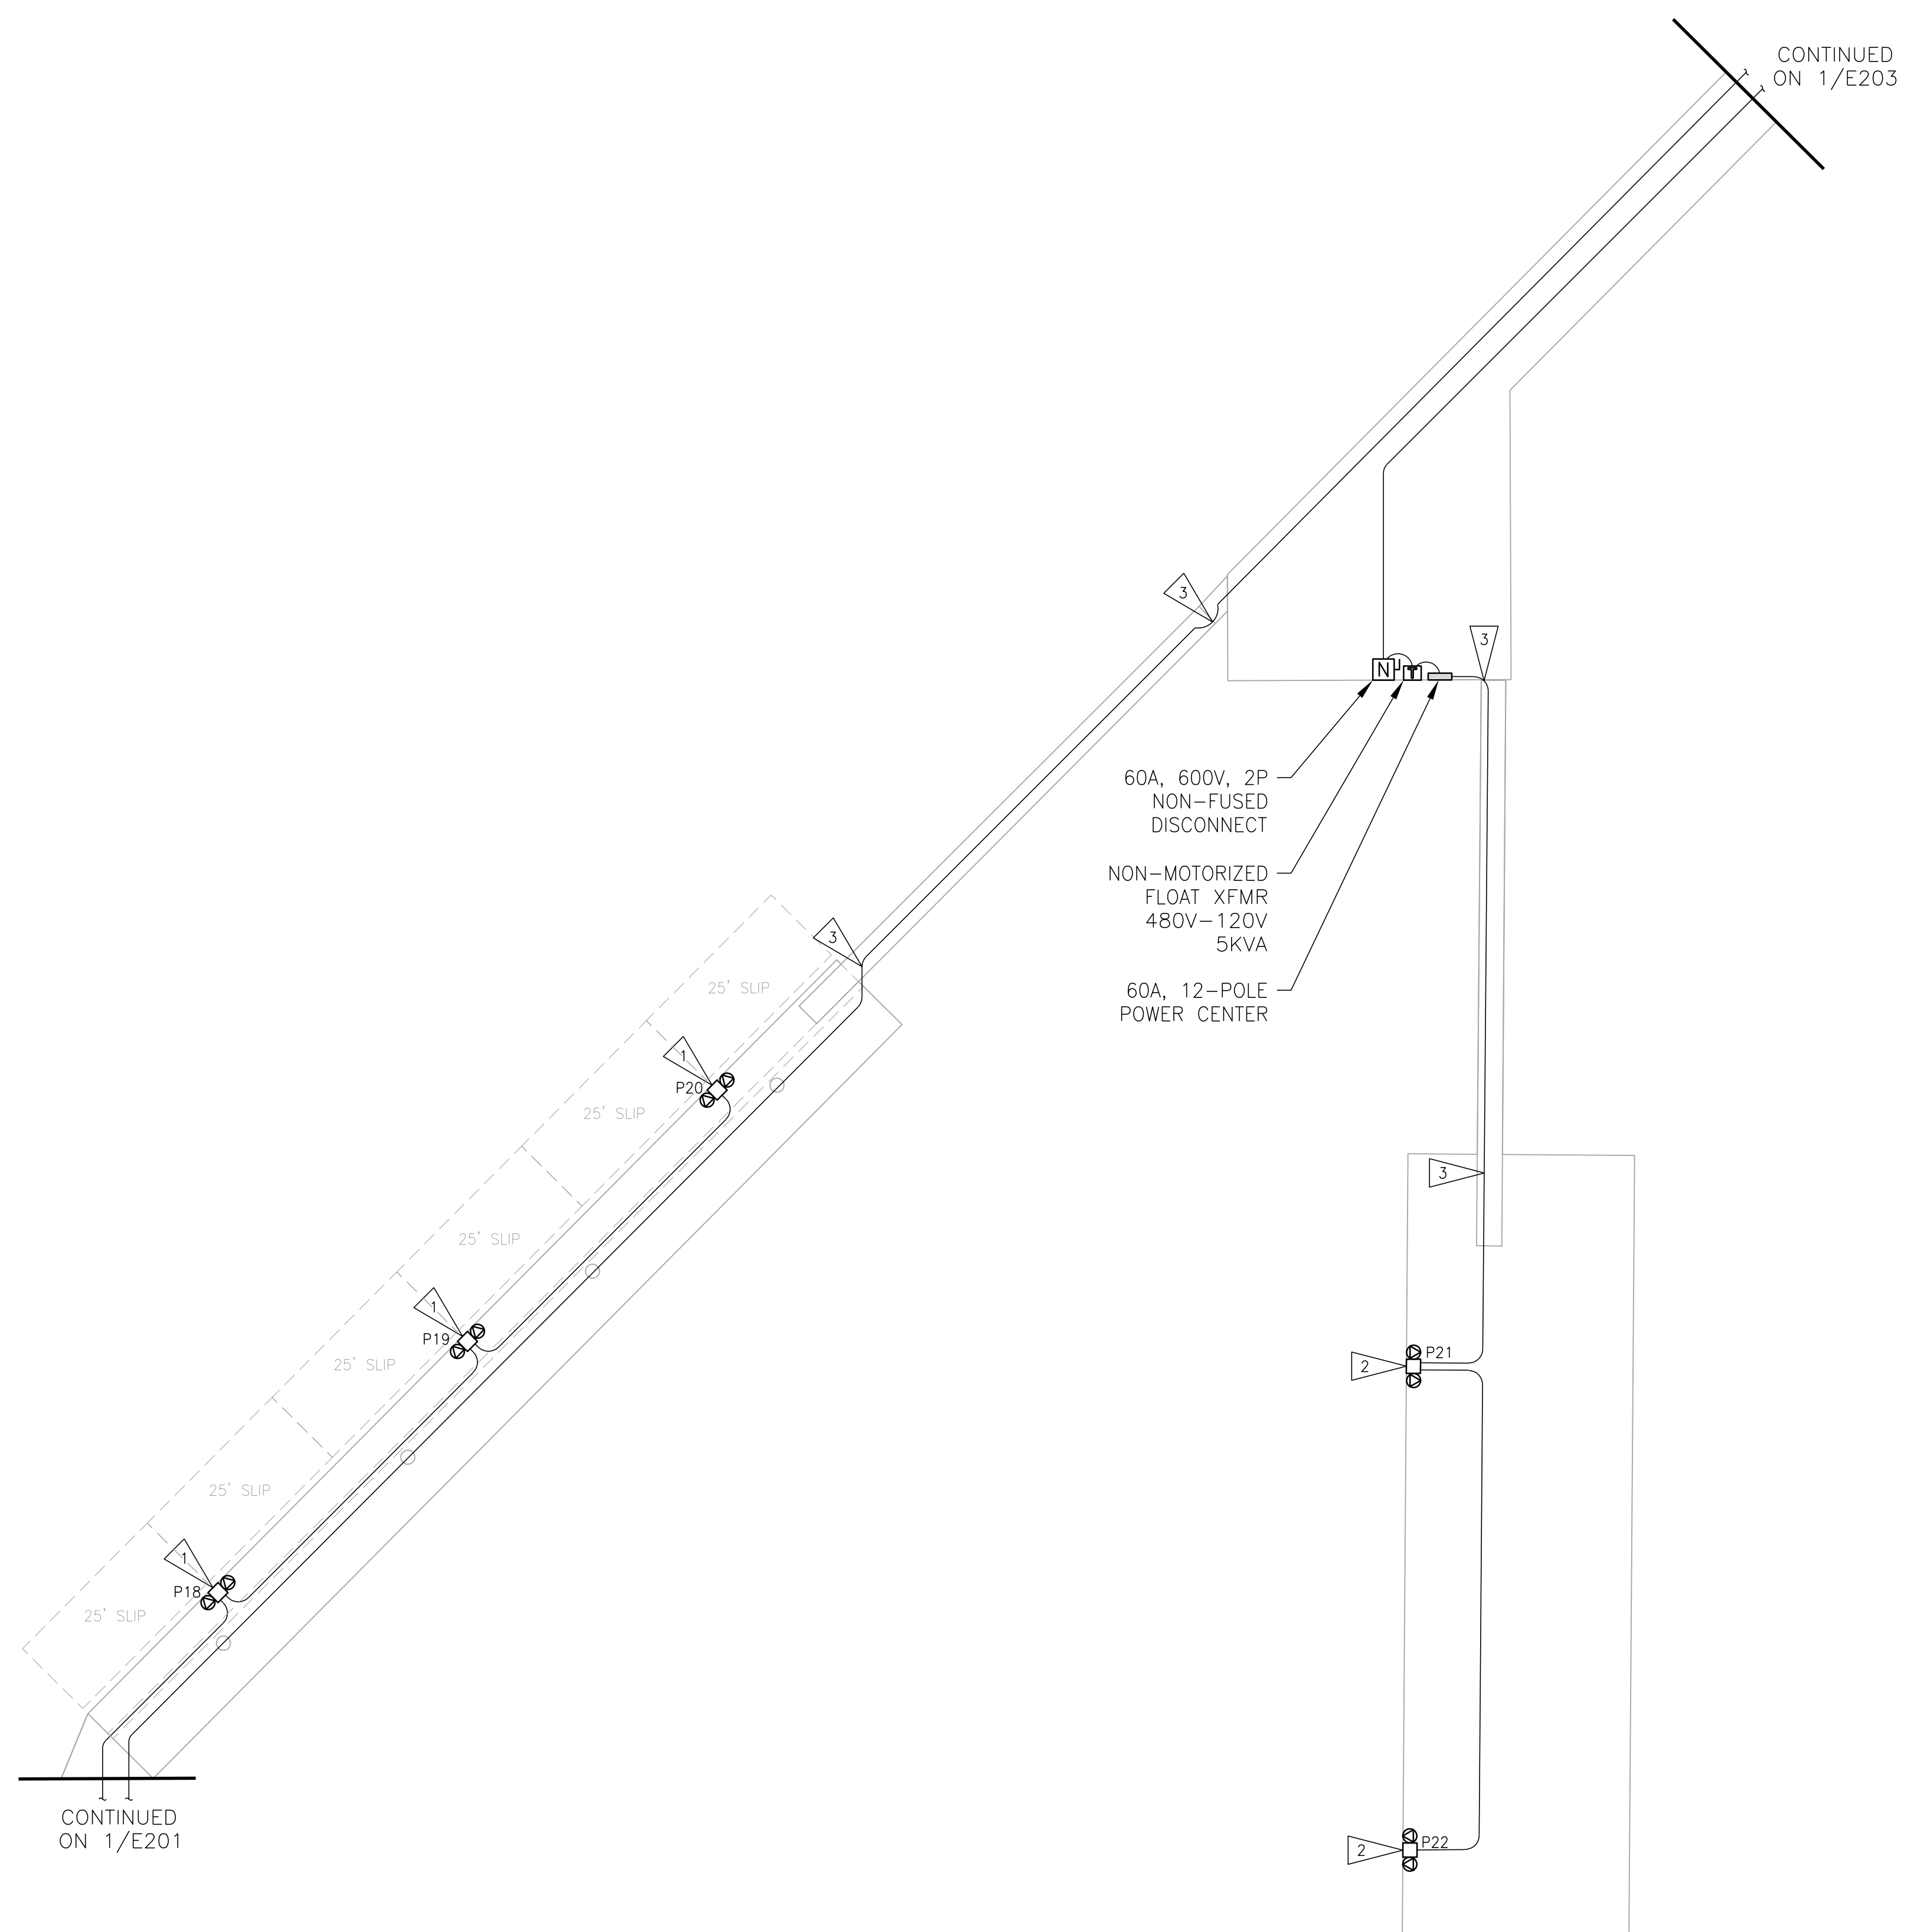 CONTINUED
ON 1/E203
3
3
N
T
60A, 600V, 2P
NON-FUSED
DISCONNECT
NON-MOTORIZED
FLOAT XFMR
480V-120V
5KVA
60A, 12-POLE
POWER CENTER
3
25' SLIP
1
P20
25' SLIP
3
25' SLIP
1
P19
P21
2
25' SLIP
25' SLIP
1
P18
25' SLIP
CONTINUED
ON 1/E201
P22
2